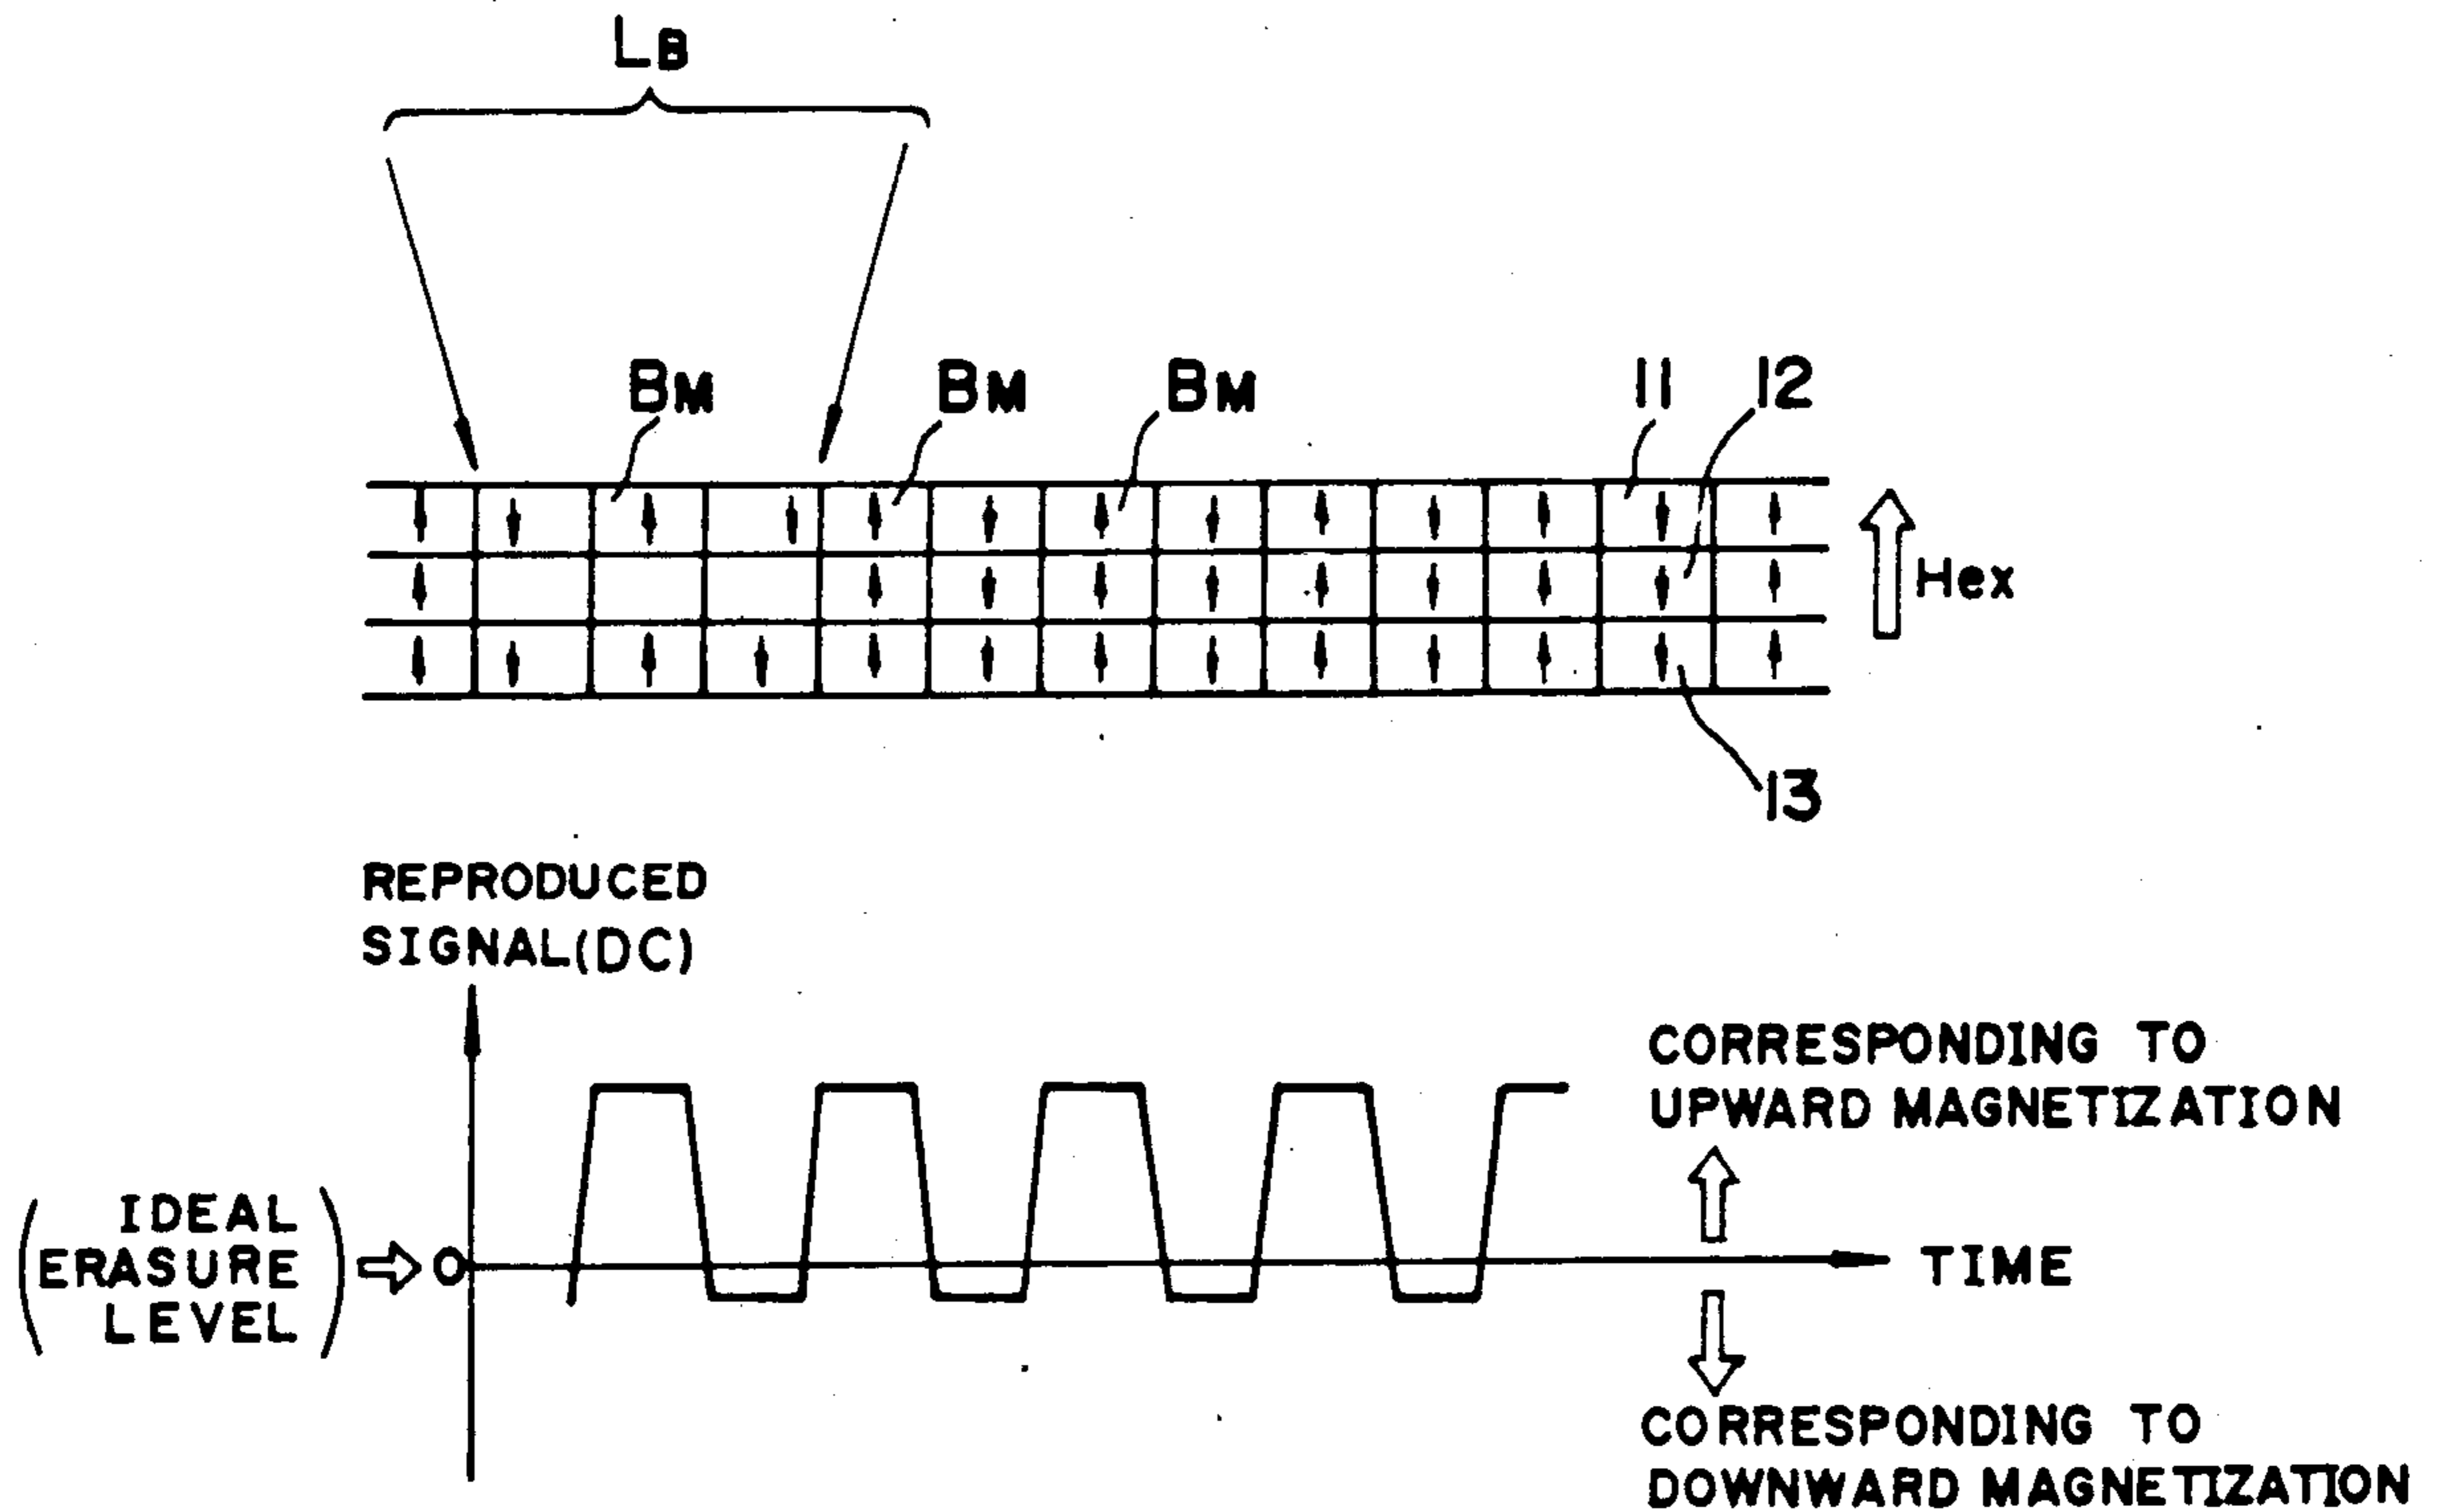 LB
BM BM BM 11 12
Hex
13
REPRODUCED
SIGNAL(DC)
CORRESPONDING TO
UPWARD MAGNETIZATION
IDEAL
ERASURE
LEVEL
0
TIME
CORRESPONDING TO
DOWNWARD MAGNETIZATION